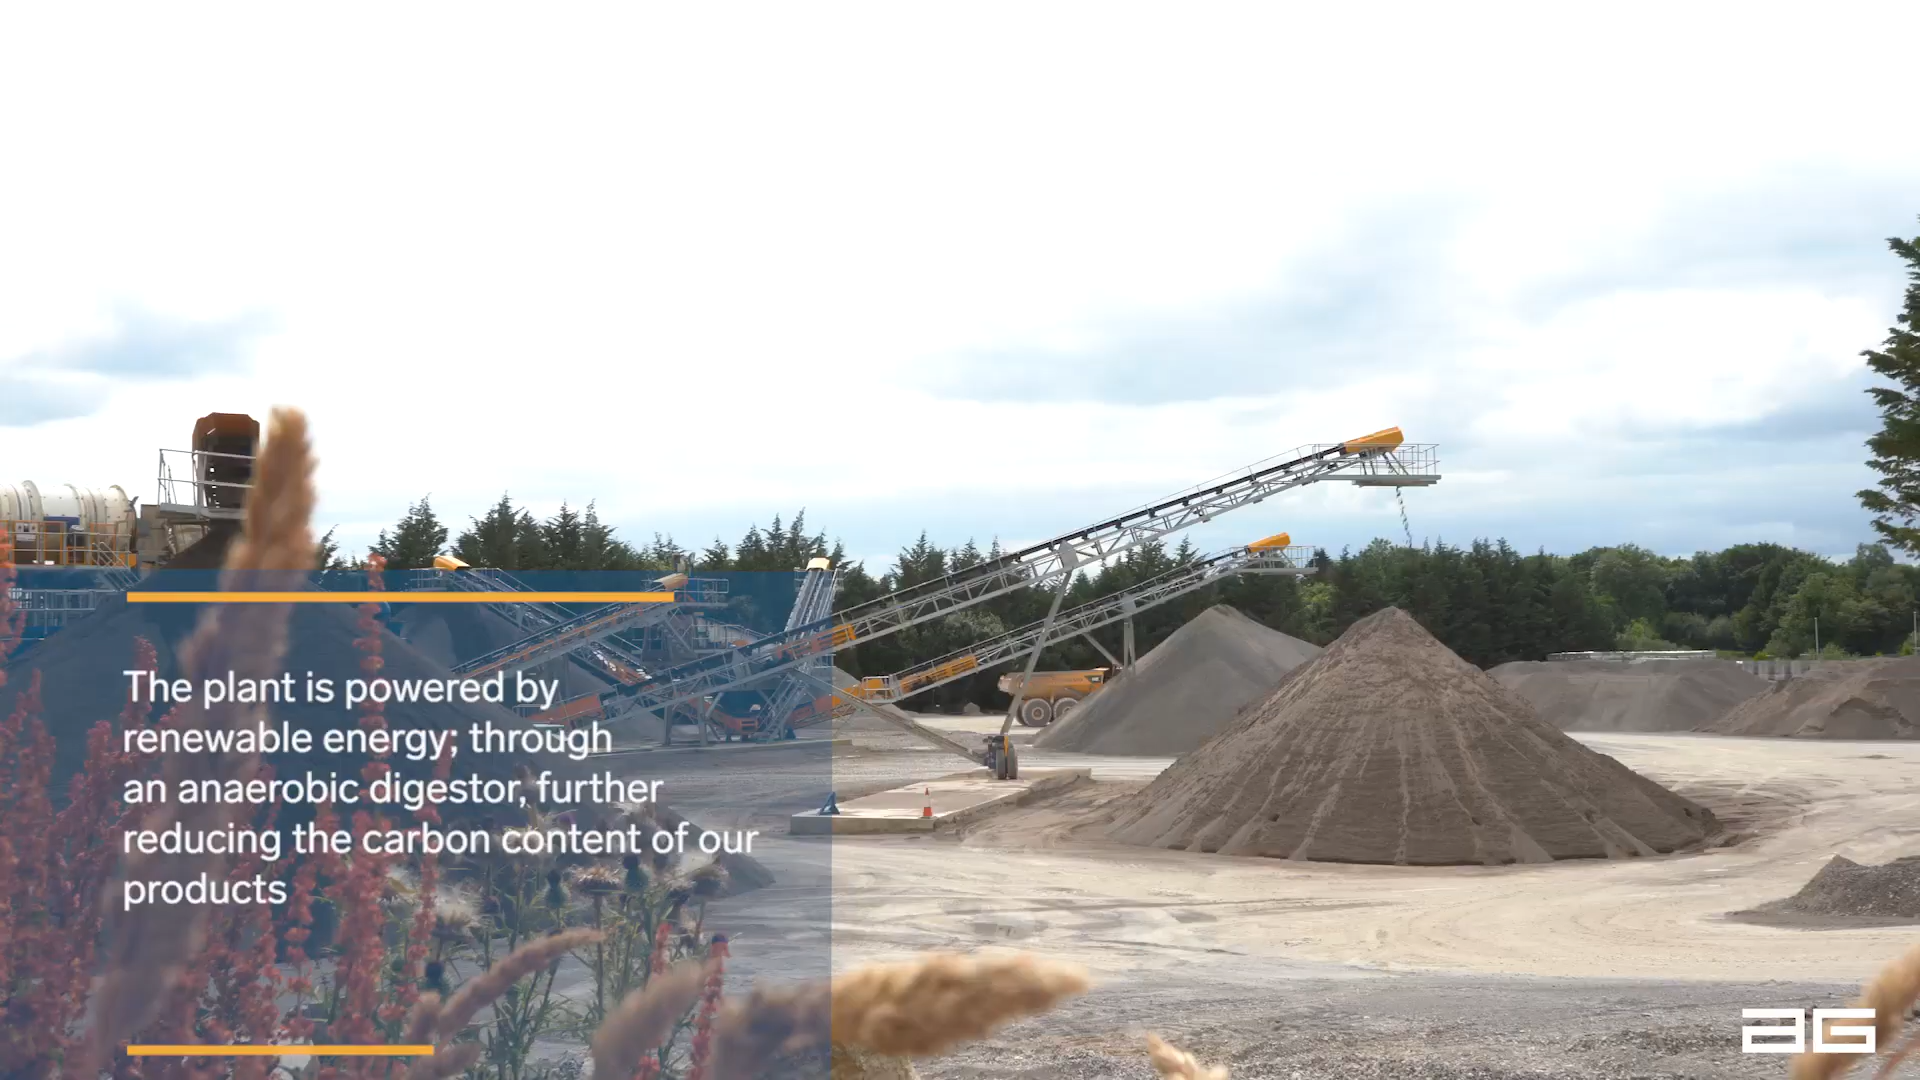 The plant is powered by
renewable energy; through
an anaerobic digestor, further
reducing the carbon content of our
products
AG